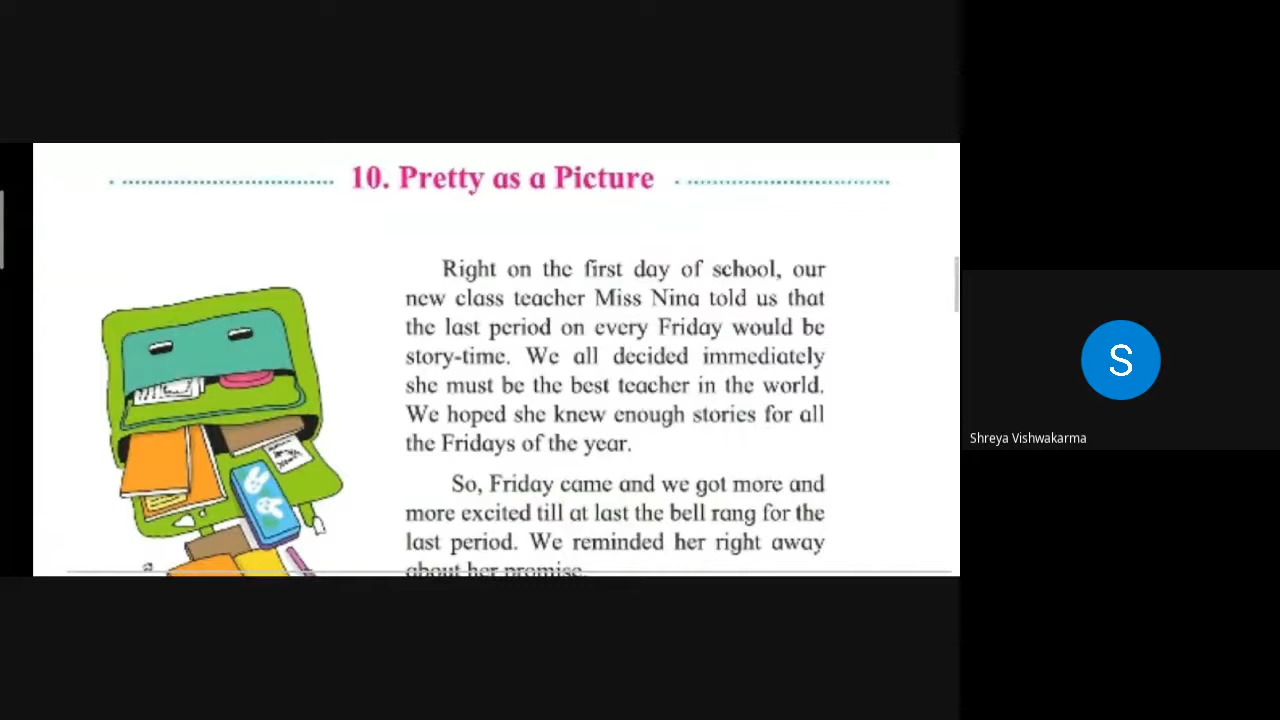 10. Pretty as a Picture
Right on the first day of school, our
new class teacher Miss Nina told us that
the last period on every Friday would be
story-time. We all decided immediately
she must be the best teacher in the world.
We hoped she knew enough stories for all
the Fridays of the year.
So, Friday came and we got more and
more excited till at last the bell rang for the
last period. We reminded her right away
about her promise.
S
Shreya Vishwakarma